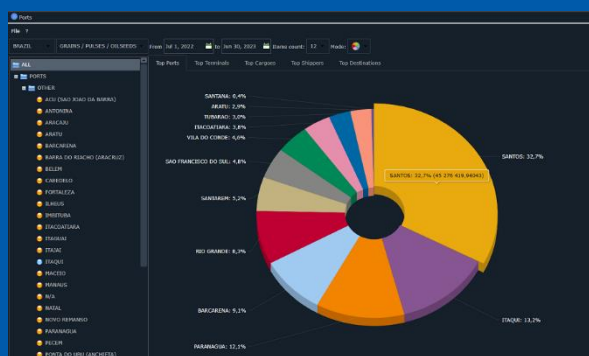 Ports
File ?
BRAZIL GRAINS / PULSES / OILSEEDS From Jul 1, 2022 to Jun 30, 2023 Items count: 12 Mode:
ALL
PORTS
OTHER
ACU (SAO JOAO DA BARRA)
ANTONINA
ARACAJU
ARATU
BARCARENA
BARRA DO RIACHO (ARACRUZ)
BELEM
CABEDELO
FORTALEZA
ILHEUS
IMBITUBA
ITACOATIARA
ITAGUAI
ITAJAI
ITAQUI
MACEIO
MANAUS
N/A
NATAL
NOVO REMANSO
PARANAGUA
PECEM
PONTA DO UBU (ANCHIETA)
Top Ports Top Terminals Top Cargoes Top Shippers Top Destinations
SANTANA: 0,4%
ARATU: 2,9%
TUBARAO: 3,0%
ITACOATIARA: 3,8%
VILA DO CONDE: 4,6%
SAO FRANCISCO DO SUL: 4,8%
SANTAREM: 5,2%
RIO GRANDE: 8,3%
BARCARENA: 9,1%
PARANAGUA: 12,1%
SANTOS: 32,7%
SANTOS: 32,7% (45 276 419,94043)
ITAQUI: 13,2%